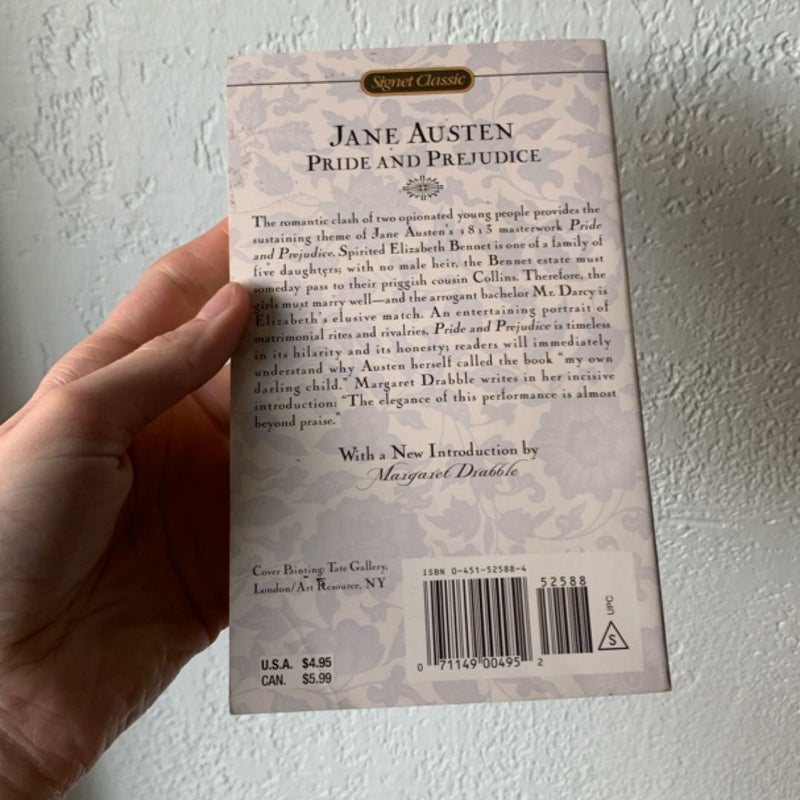 Signet Classic
JANE AUSTEN
PRIDE AND PREJUDICE
The romantic clash of two opionated young people provides the
sustaining theme of Jane Austen's 1813 masterwork Pride
and Prejudice. Spirited Elizabeth Bennet is one of a family of
five daughters; with no male heir, the Bennet estate must
someday pass to their priggish cousin Collins. Therefore, the
girls must marry well—and the arrogant bachelor Mr. Darcy is
Elizabeth's elusive match. An entertaining portrait of
matrimonial rites and rivalries, Pride and Prejudice is timeless
in its hilarity and its honesty; readers will immediately
understand why Austen herself called the book "my own
darling child." Margaret Drabble writes in her incisive
introduction: "The elegance of this performance is almost
beyond praise."
With a New Introduction by
Margaret Drabble
Cover Painting: Tate Gallery,
London/Art Resource, NY
ISBN 0-451-52588-4
52588
UPC
S
0 71149 00495 2
U.S.A. $4.95
CAN. $5.99